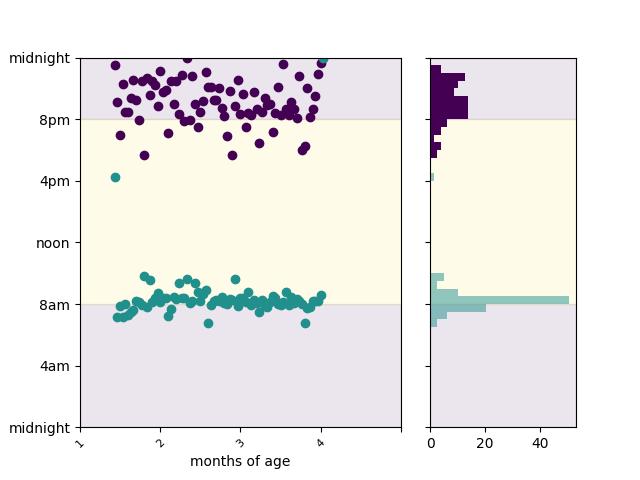 midnight
8pm
4pm
noon
8am
4am
midnight
1 2 3 4
0 20 40
months of age